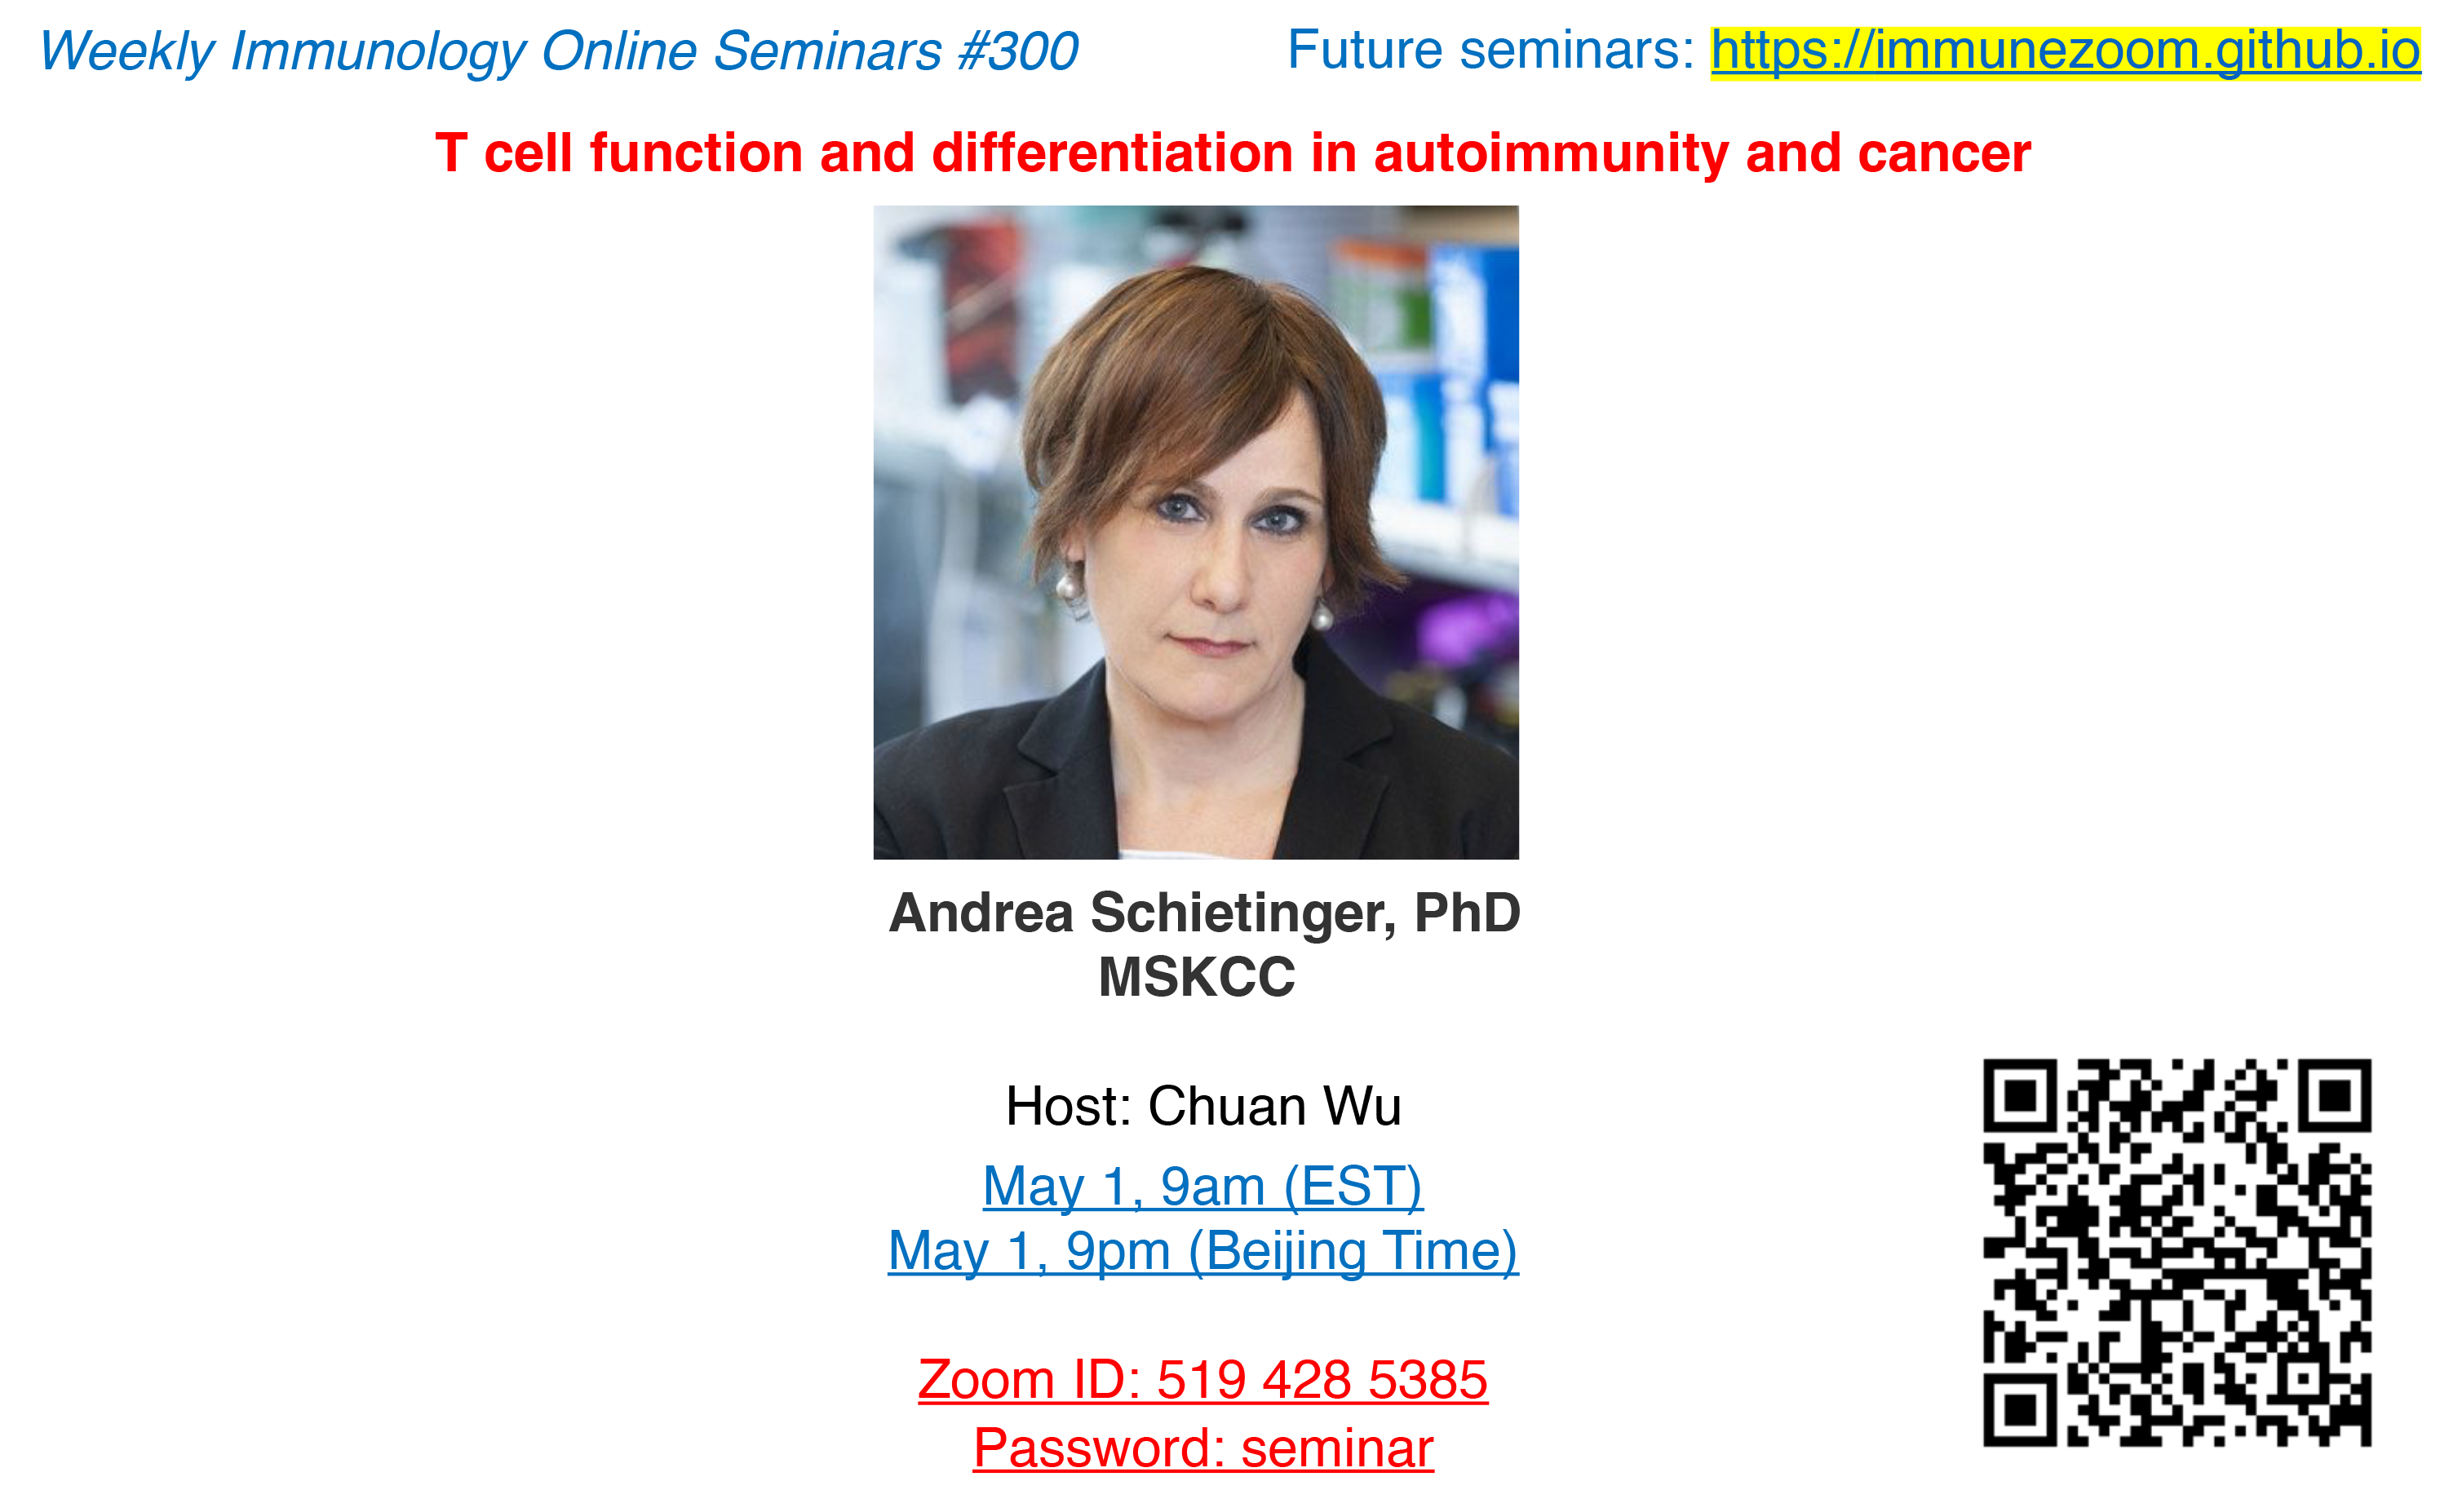 Weekly Immunology Online Seminars #300
Future seminars: https://immunezoom.github.io
T cell function and differentiation in autoimmunity and cancer
Andrea Schietinger, PhD
MSKCC
Host: Chuan Wu
May 1, 9am (EST)
May 1, 9pm (Beijing Time)
Zoom ID: 519 428 5385
Password: seminar